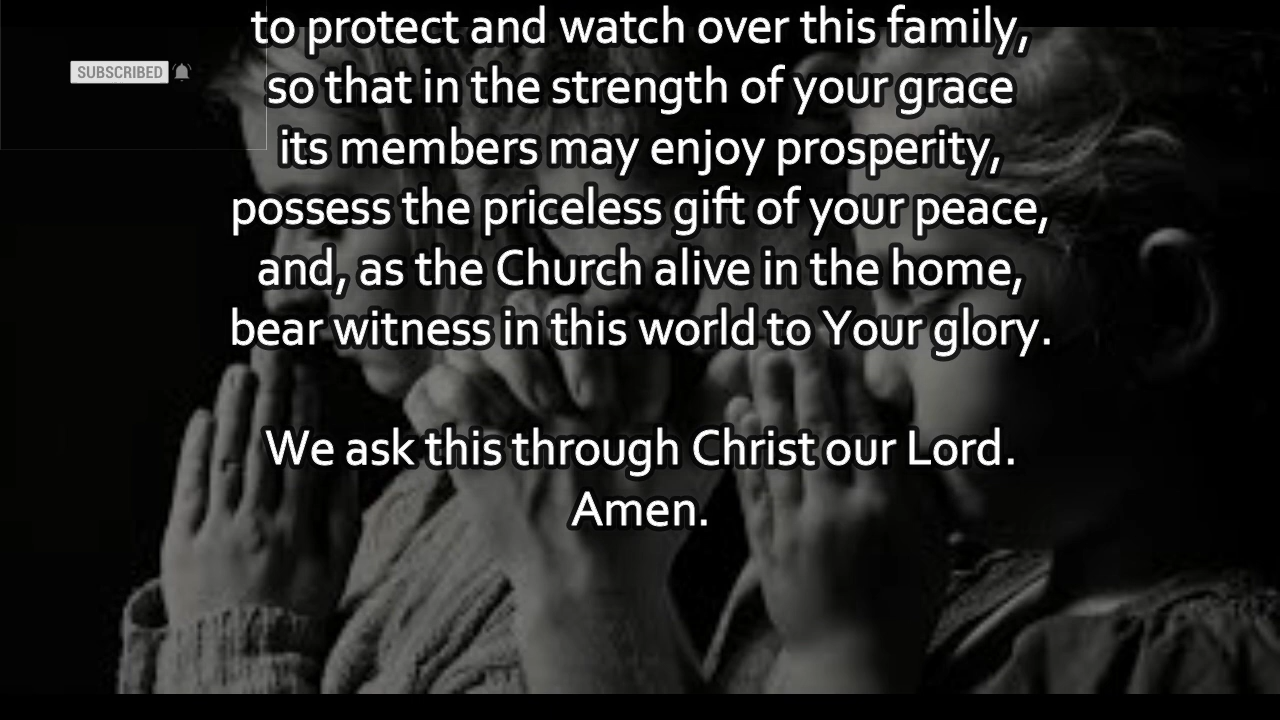 to protect and watch over this family,
SUBSCRIBED
so that in the strength of your grace
its members may enjoy prosperity,
possess the priceless gift of your peace,
and, as the Church alive in the home,
bear witness in this world to Your glory.
We ask this through Christ our Lord.
Amen.